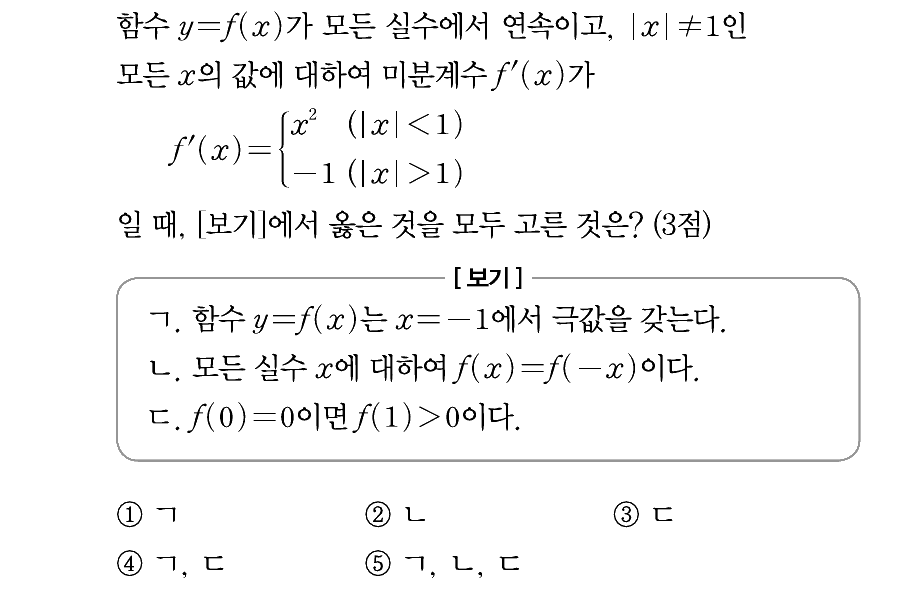 함수 y=f(x)가 모든 실수에서 연속이고, |x|≠1인
모든 x의 값에 대하여 미분계수 f′(x)가
f′(x)={x² (|x|<1)
−1 (|x|>1)
일 때, [보기]에서 옳은 것을 모두 고른 것은? (3점)
[ 보기 ]
ㄱ. 함수 y=f(x)는 x=−1에서 극값을 갖는다.
ㄴ. 모든 실수 x에 대하여 f(x)=f(−x)이다.
ㄷ. f(0)=0이면 f(1)>0이다.
① ㄱ ② ㄴ ③ ㄷ
④ ㄱ, ㄷ ⑤ ㄱ, ㄴ, ㄷ